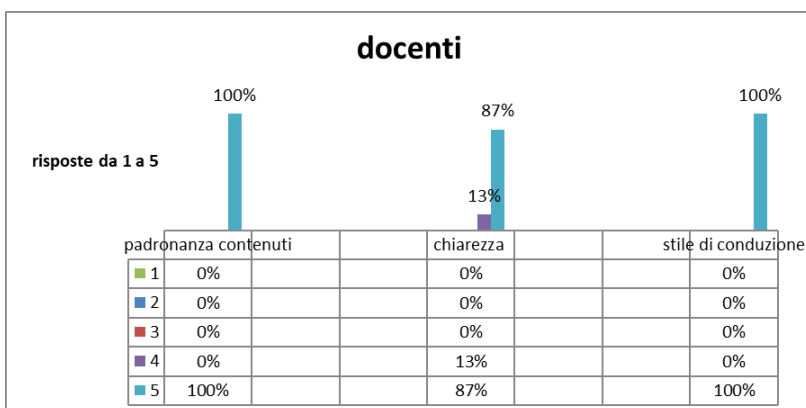 docenti
100%
87%
100%
risposte da 1 a 5
13%
padronanza contenuti chiarezza stile di conduzione
1 0% 0% 0%
2 0% 0% 0%
3 0% 0% 0%
4 0% 13% 0%
5 100% 87% 100%